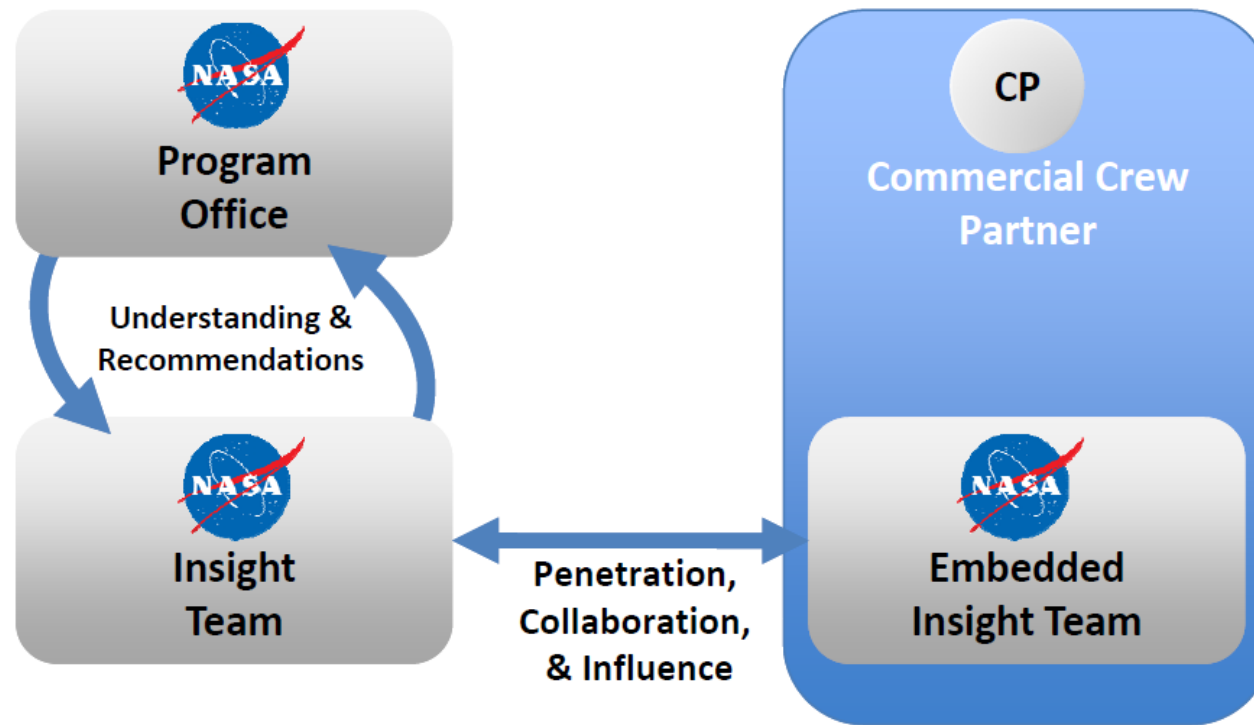 NASA
Program
Office
Understanding &
Recommendations
NASA
Insight
Team
Penetration,
Collaboration,
& Influence
CP
Commercial Crew
Partner
NASA
Embedded
Insight Team